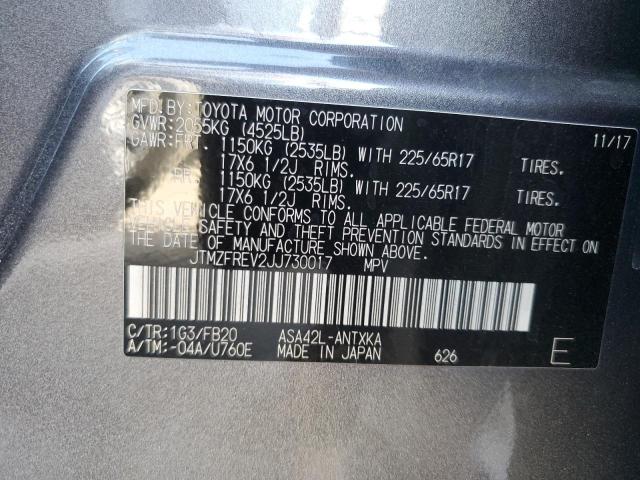 MFD BY: TOYOTA MOTOR CORPORATION 11/17
GVWR: 2055KG (4525LB)
GAWR: FRT. 1150KG (2535LB) WITH 225/65R17 TIRES.
17X6 1/2J RIMS.
RR. 1150KG (2535LB) WITH 225/65R17 TIRES.
17X6 1/2J RIMS.
THIS VEHICLE CONFORMS TO ALL APPLICABLE FEDERAL MOTOR
VEHICLE SAFETY AND THEFT PREVENTION STANDARDS IN EFFECT ON
THE DATE OF MANUFACTURE SHOWN ABOVE.
JTMZFREV2JJ730017 MPV
C/TR:1G3/FB20 ASA42L-ANTXKA
A/TM:-04A/U760E MADE IN JAPAN 626 E